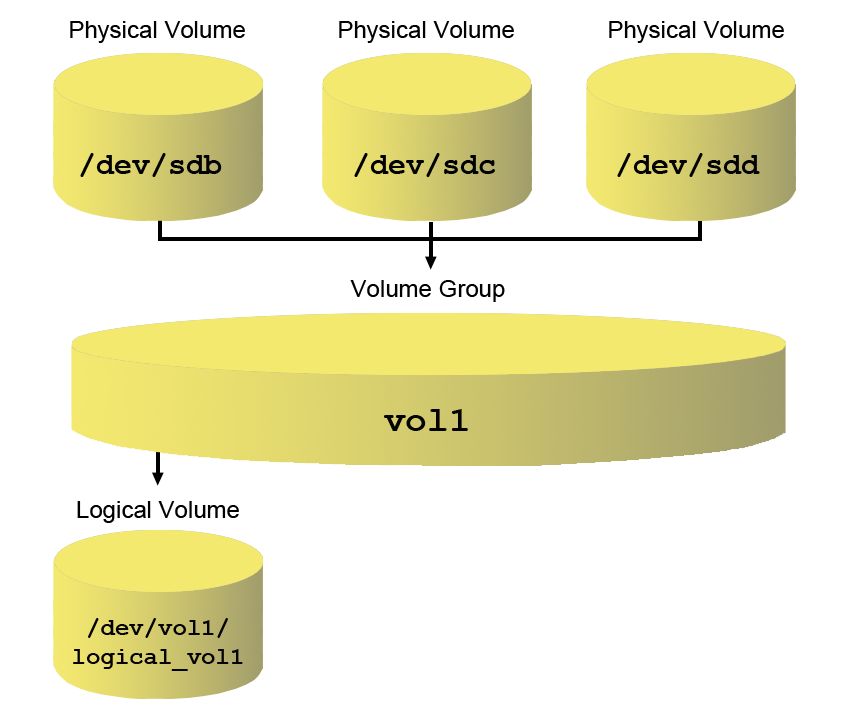 Physical Volume
Physical Volume
Physical Volume
/dev/sdb
/dev/sdc
/dev/sdd
Volume Group
vol1
Logical Volume
/dev/vol1/
logical_vol1